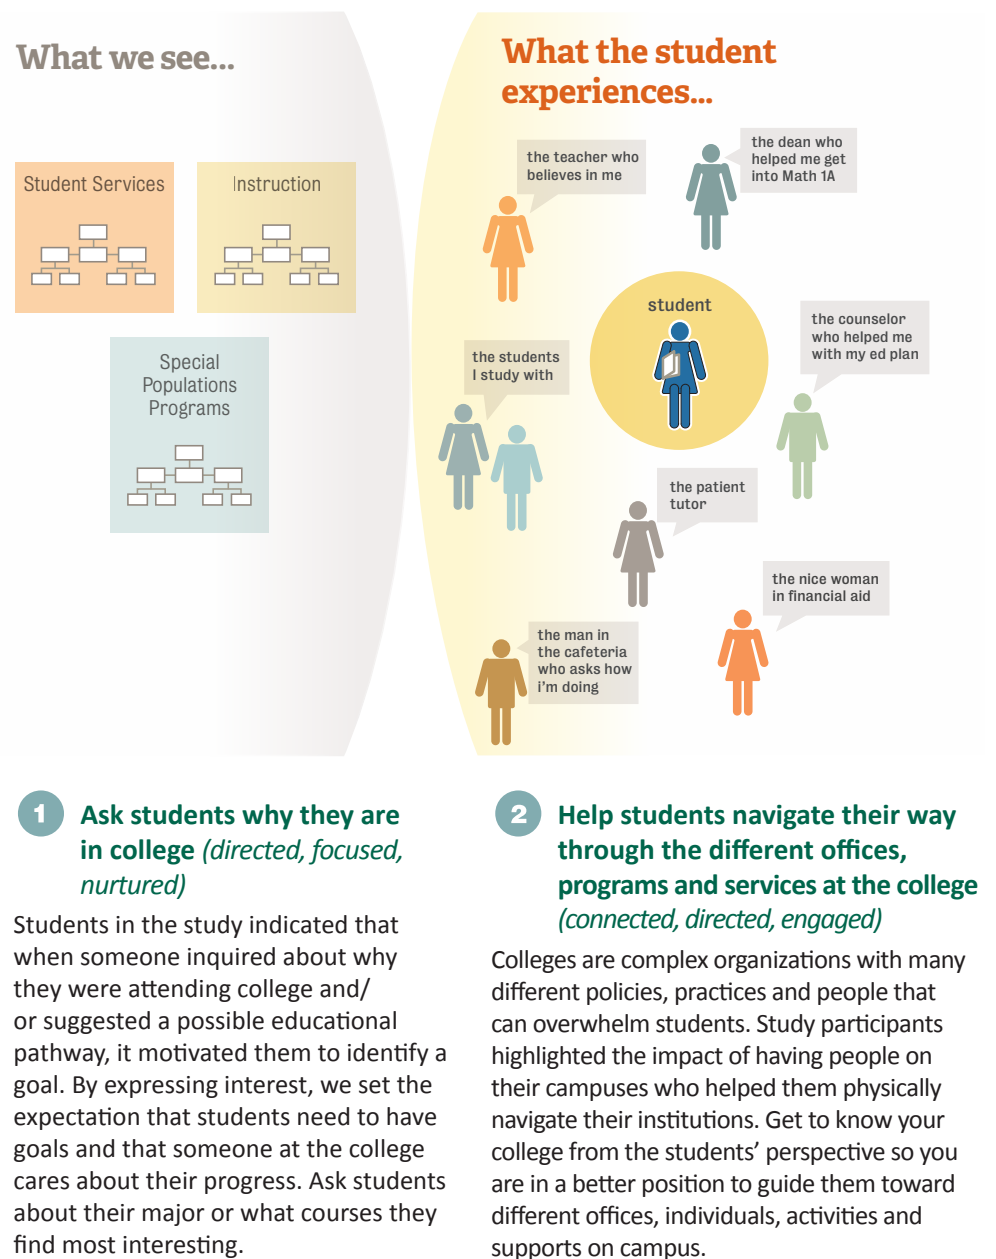 What we see...
Student Services
Instruction
Special
Populations
Programs
What the student
experiences...
the teacher who
believes in me
the dean who
helped me get
into Math 1A
student
the counselor
who helped me
with my ed plan
the students
I study with
the patient
tutor
the nice woman
in financial aid
the man in
the cafeteria
who asks how
i'm doing
1
Ask students why they are
in college (directed, focused,
nurtured)
Students in the study indicated that
when someone inquired about why
they were attending college and/
or suggested a possible educational
pathway, it motivated them to identify a
goal. By expressing interest, we set the
expectation that students need to have
goals and that someone at the college
cares about their progress. Ask students
about their major or what courses they
find most interesting.
2
Help students navigate their way
through the different offices,
programs and services at the college
(connected, directed, engaged)
Colleges are complex organizations with many
different policies, practices and people that
can overwhelm students. Study participants
highlighted the impact of having people on
their campuses who helped them physically
navigate their institutions. Get to know your
college from the students' perspective so you
are in a better position to guide them toward
different offices, individuals, activities and
supports on campus.